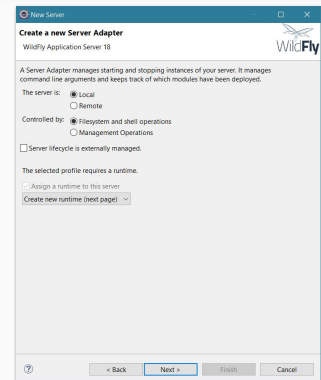 New Server
Create a new Server Adapter
WildFly Application Server 18
WildFly
A Server Adapter manages starting and stopping instances of your server. It manages
command line arguments and keeps track of which modules have been deployed.
The server is:
Local
Remote
Controlled by:
Filesystem and shell operations
Management Operations
Server lifecycle is externally managed.
The selected profile requires a runtime.
Assign a runtime to this server
Create new runtime (next page)
?
< Back
Next >
Finish
Cancel